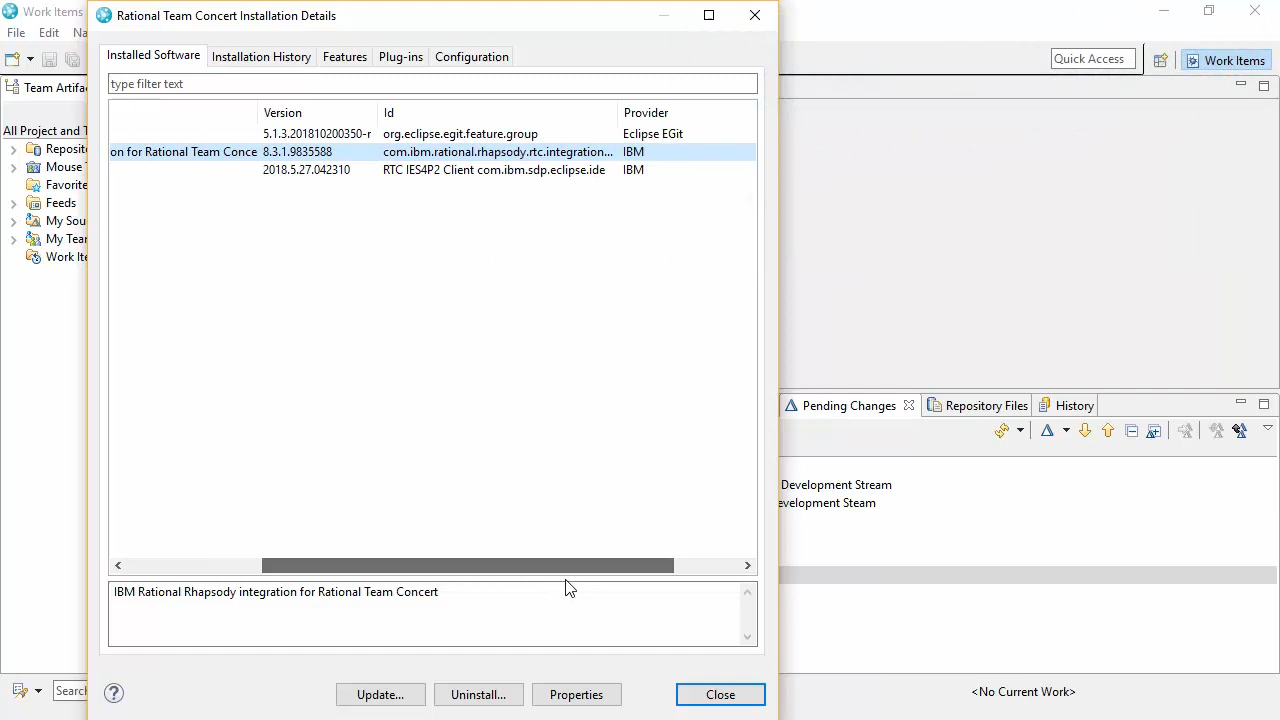 Work Items
Rational Team Concert Installation Details
File Edit Na
Installed Software Installation History Features Plug-ins Configuration
Quick Access
Work Items
type filter text
Team Artifa
Version Id Provider
All Project and T
5.1.3.201810200350-r org.eclipse.egit.feature.group Eclipse EGit
Reposit
on for Rational Team Conce 8.3.1.9835588 com.ibm.rational.rhapsody.rtc.integration... IBM
Mouse
2018.5.27.042310 RTC IES4P2 Client com.ibm.sdp.eclipse.ide IBM
Favorite
Feeds
My Sou
My Tea
Work Ite
Pending Changes Repository Files History
Development Stream
evelopment Steam
IBM Rational Rhapsody integration for Rational Team Concert
Search
Update... Uninstall... Properties Close
<No Current Work>